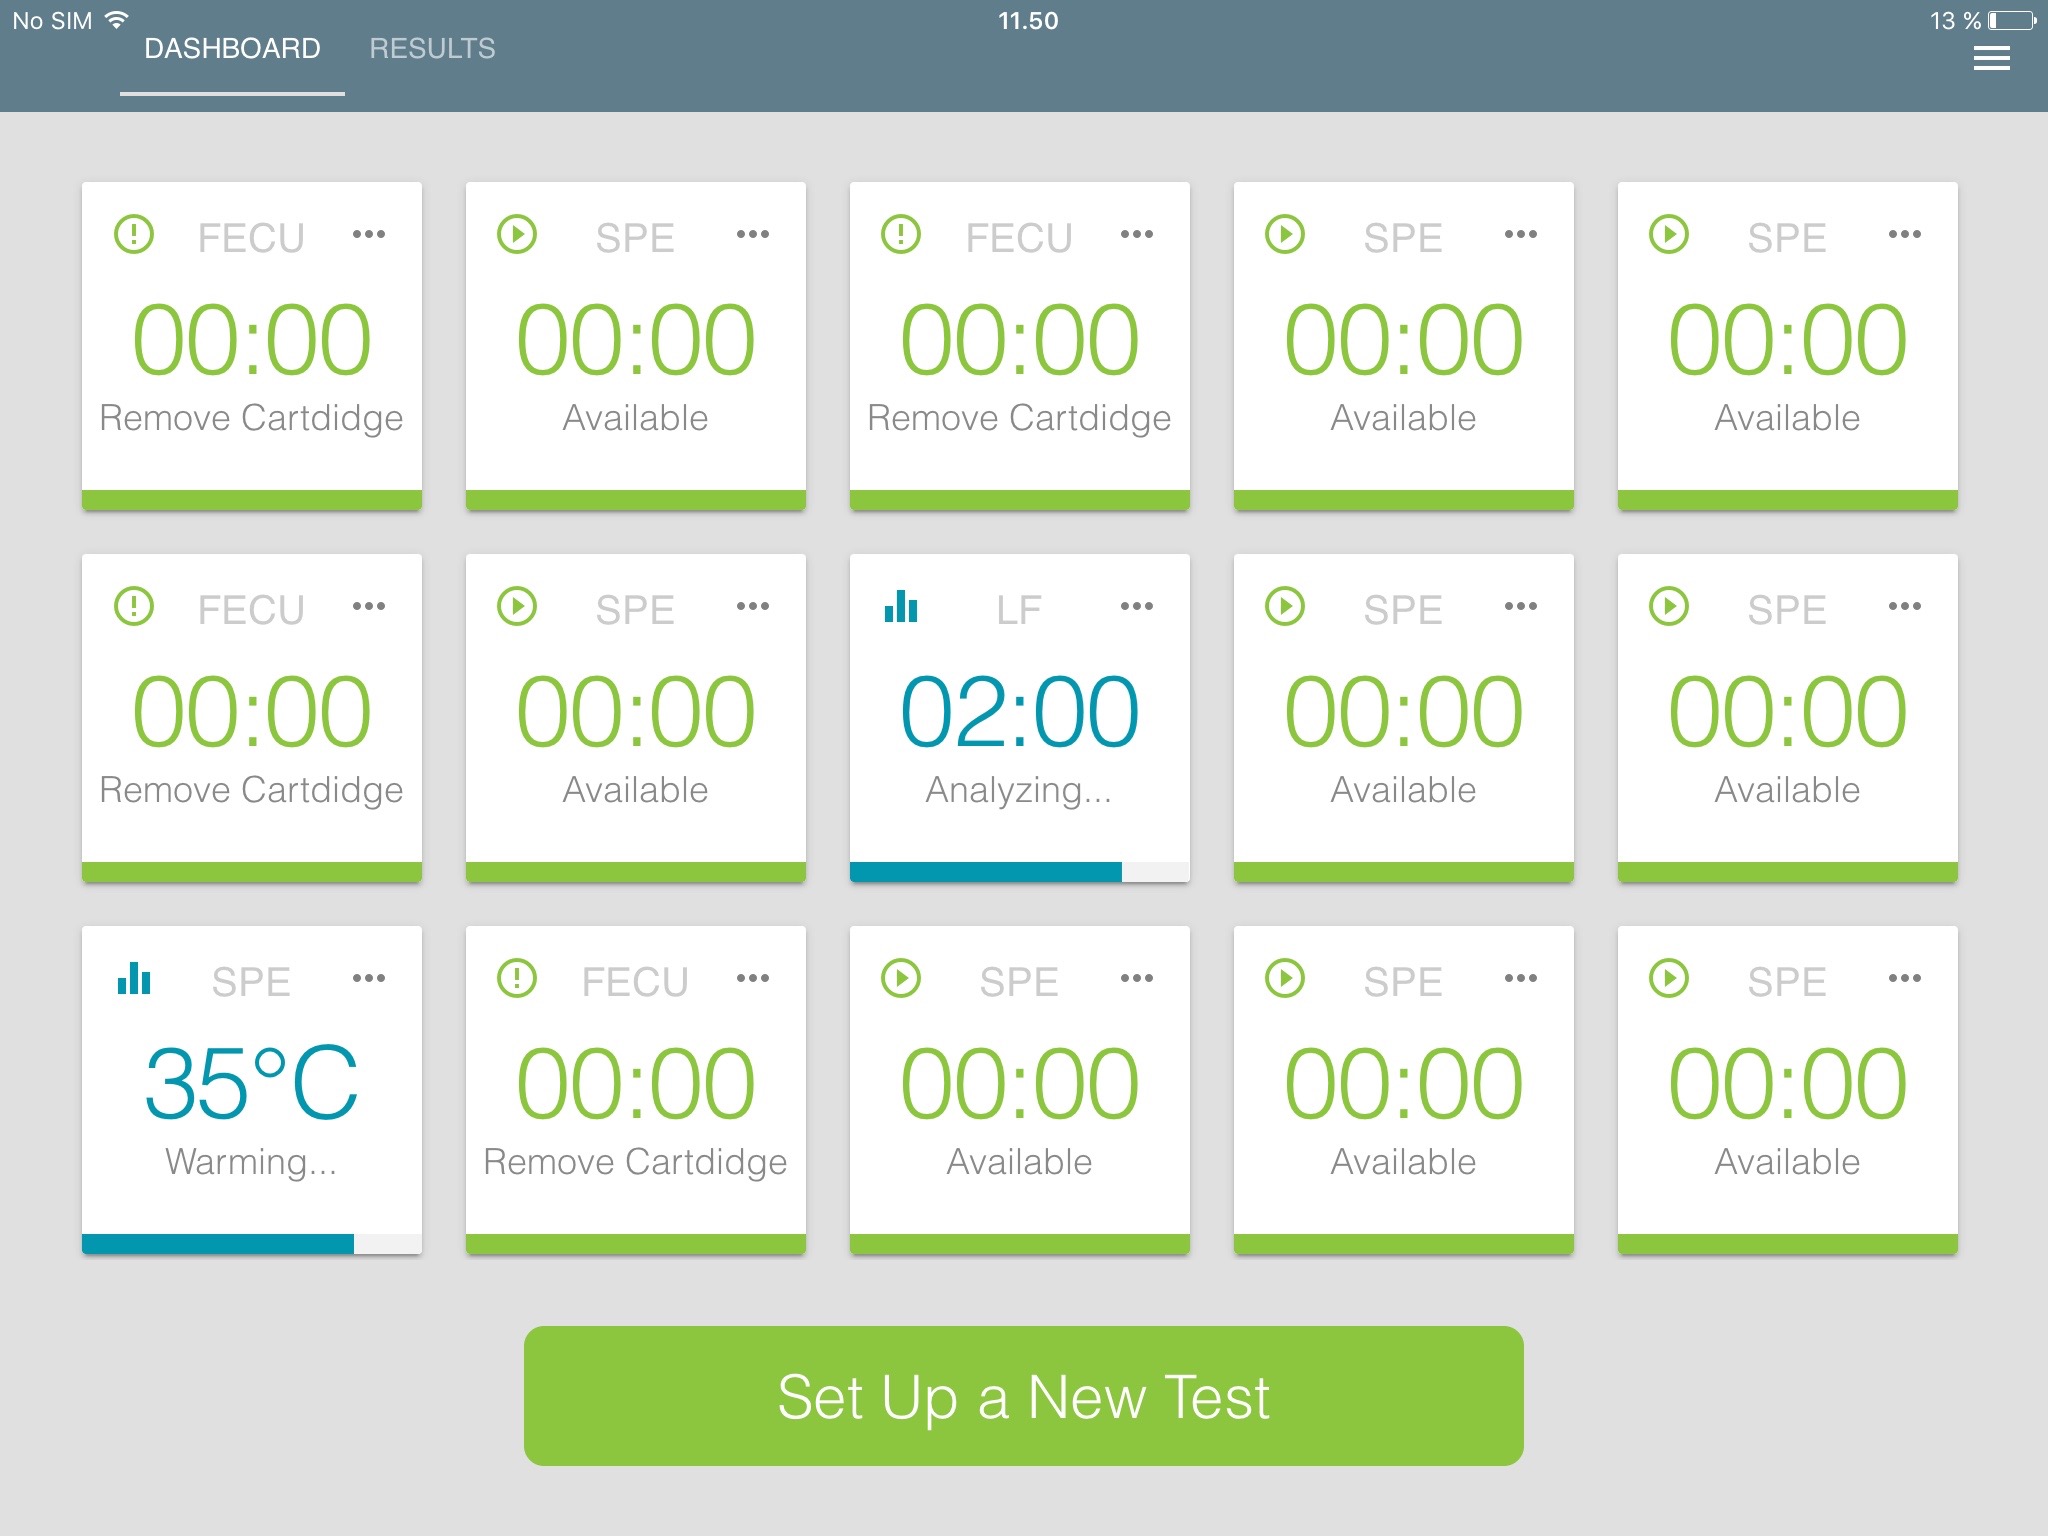 No SIM 11.50 13 %
DASHBOARD RESULTS
FECU SPE FECU SPE SPE
00:00 00:00 00:00 00:00 00:00
Remove Cartdidge Available Remove Cartdidge Available Available
FECU SPE LF SPE SPE
00:00 00:00 02:00 00:00 00:00
Remove Cartdidge Available Analyzing... Available Available
SPE FECU SPE SPE SPE
35°C 00:00 00:00 00:00 00:00
Warming... Remove Cartdidge Available Available Available
Set Up a New Test